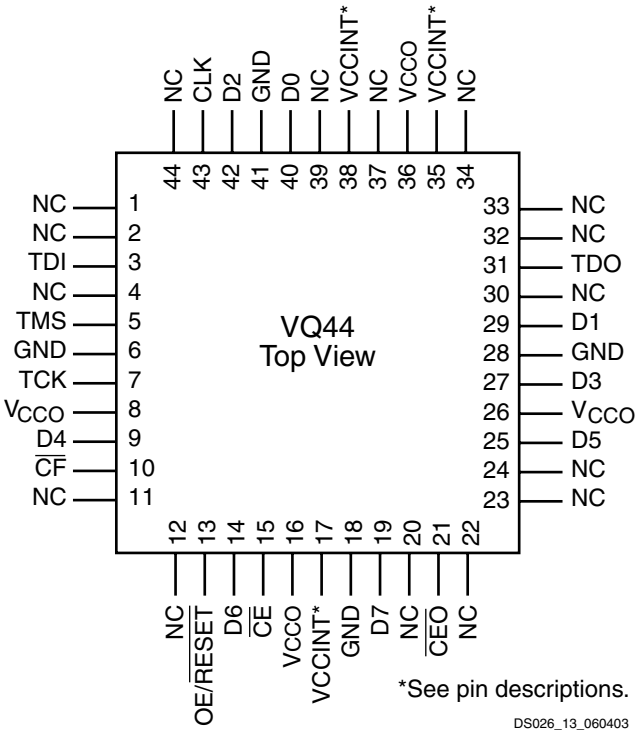 NC CLK D2 GND D0 NC VCCINT* NC VCCO VCCINT* NC
44 43 42 41 40 39 38 37 36 35 34
NC 1 33 NC
NC 2 32 NC
TDI 3 31 TDO
NC 4 30 NC
TMS 5 29 D1
GND 6 28 GND
TCK 7 27 D3
VCCO 8 26 VCCO
D4 9 25 D5
CF 10 24 NC
NC 11 23 NC
VQ44
Top View
12 13 14 15 16 17 18 19 20 21 22
NC OE/RESET D6 CE VCCO VCCINT* GND D7 NC CEO NC
*See pin descriptions.
DS026_13_060403